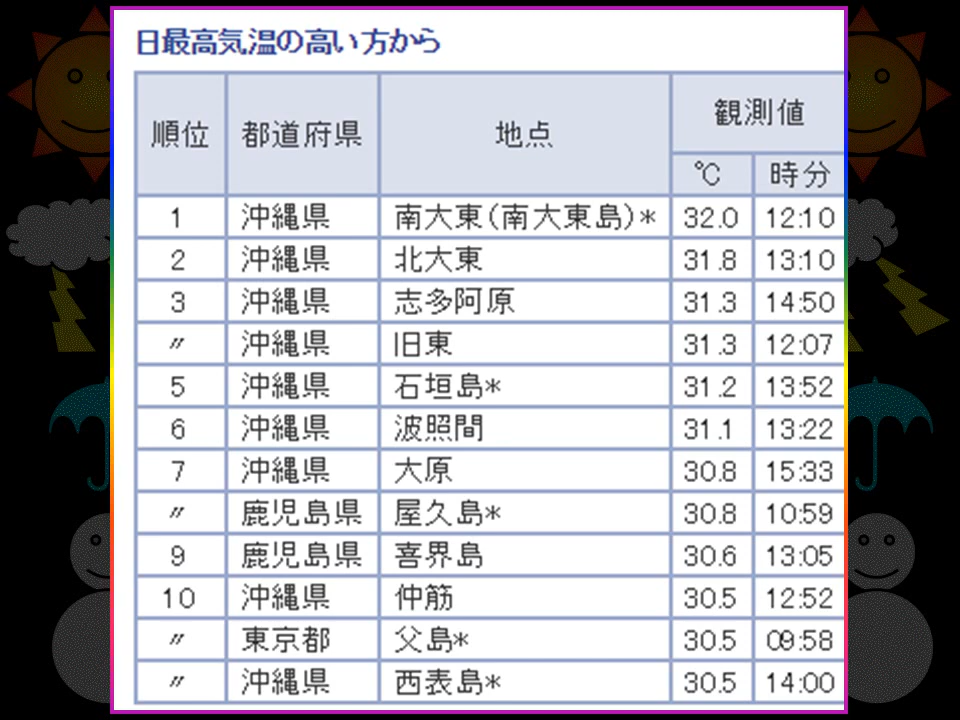 日最高気温の高い方から
順位 都道府県 地点 観測値
℃ 時分
1 沖縄県 南大東(南大東島)* 32.0 12:10
2 沖縄県 北大東 31.8 13:10
3 沖縄県 志多阿原 31.3 14:50
〃 沖縄県 旧東 31.3 12:07
5 沖縄県 石垣島* 31.2 13:52
6 沖縄県 波照間 31.1 13:22
7 沖縄県 大原 30.8 15:33
〃 鹿児島県 屋久島* 30.8 10:59
9 鹿児島県 喜界島 30.6 13:05
10 沖縄県 仲筋 30.5 12:52
〃 東京都 父島* 30.5 09:58
〃 沖縄県 西表島* 30.5 14:00